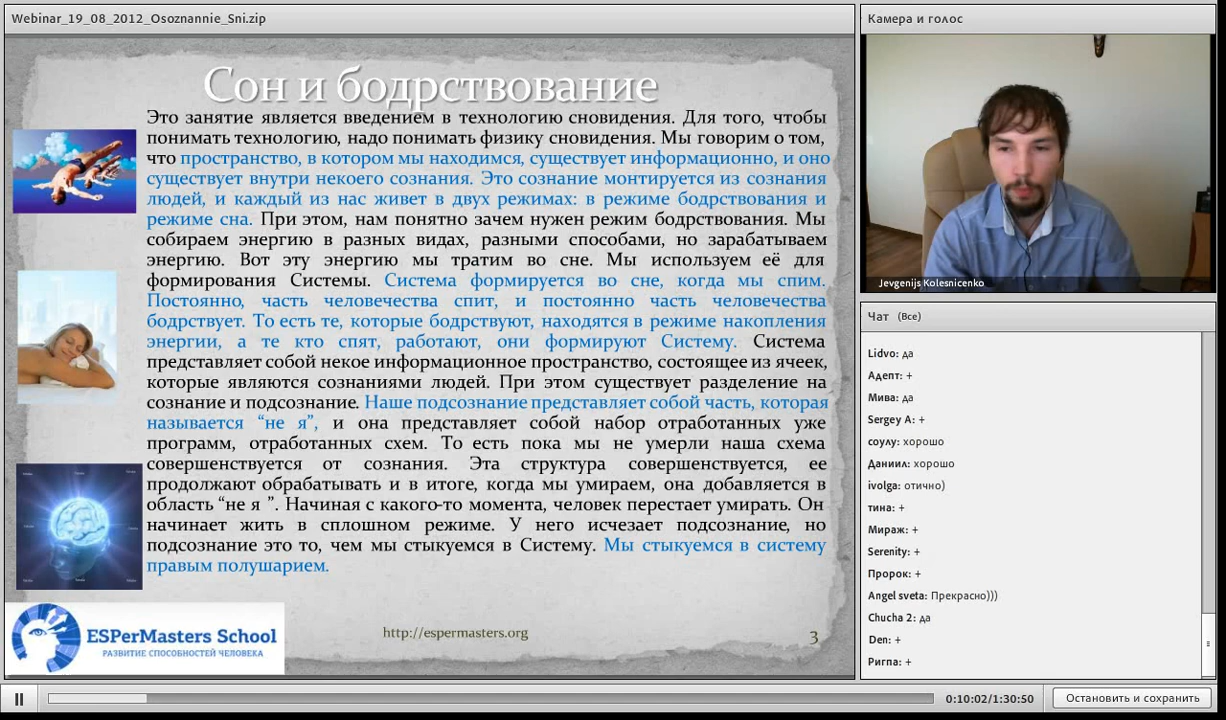 Webinar_19_08_2012_Osoznannie_Sni.zip
Сон и бодрствование
Это занятие является введением в технологию сновидения. Для того, чтобы
понимать технологию, надо понимать физику сновидения. Мы говорим о том,
что пространство, в котором мы находимся, существует информационно, и оно
существует внутри некоего сознания. Это сознание монтируется из сознания
людей, и каждый из нас живет в двух режимах: в режиме бодрствования и
режиме сна. При этом, нам понятно зачем нужен режим бодрствования. Мы
собираем энергию в разных видах, разными способами, но зарабатываем
энергию. Вот эту энергию мы тратим во сне. Мы используем её для
формирования Системы. Система формируется во сне, когда мы спим.
Постоянно, часть человечества спит, и постоянно часть человечества
бодрствует. То есть те, которые бодрствуют, находятся в режиме накопления
энергии, а те кто спят, работают, они формируют Систему. Система
представляет собой некое информационное пространство, состоящее из ячеек,
которые являются сознаниями людей. При этом существует разделение на
сознание и подсознание. Наше подсознание представляет собой часть, которая
называется “не я”, и она представляет собой набор отработанных уже
программ, отработанных схем. То есть пока мы не умерли наша схема
совершенствуется от сознания. Эта структура совершенствуется, ее
продолжают обрабатывать и в итоге, когда мы умираем, она добавляется в
область “не я ”. Начиная с какого-то момента, человек перестает умирать. Он
начинает жить в сплошном режиме. У него исчезает подсознание, но
подсознание это то, чем мы стыкуемся в Систему. Мы стыкуемся в систему
правым полушарием.
ESPerMasters School
РАЗВИТИЕ СПОСОБНОСТЕЙ ЧЕЛОВЕКА
http://espermasters.org
3
Камера и голос
Jevgenijs Kolesnicenko
Чат (Все)
Lidvo: да
Адепт: +
Мива: да
Sergey A: +
соулу: хорошо
Даниил: хорошо
ivolga: отично)
тина: +
Мираж: +
Serenity: +
Пророк: +
Angel sveta: Прекрасно)))
Chucha 2: да
Den: +
Ригпа: +
0:10:02/1:30:50
Остановить и сохранить